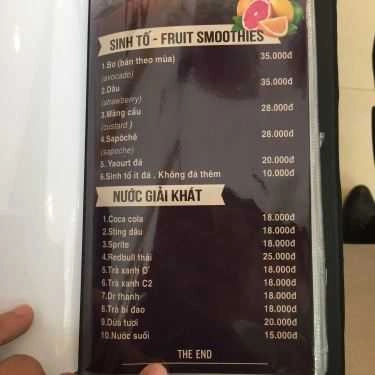 SINH TỐ - FRUIT SMOOTHIES
1.Bơ (bán theo mùa) 35.000đ
(avocado)
2.Dâu 35.000đ
(strawberry)
3.Mãng cầu 28.000đ
(custard )
4.Sapôchê 28.000đ
(sapoche)
5. Yaourt đá 20.000đ
6.Sinh tố ít đá , Không đá thêm 10.000đ
NƯỚC GIẢI KHÁT
1.Coca cola 18.000đ
2.Sting dâu 18.000đ
3.Sprite 18.000đ
4.Redbull thái 25.000đ
5.Trà xanh 18.000đ
6.Trà xanh C2 18.000đ
7.Dr thanh 18.000đ
8.Trà bí đao 18.000đ
9.Dừa tươi 20.000đ
10.Nước suối 15.000đ
THE END